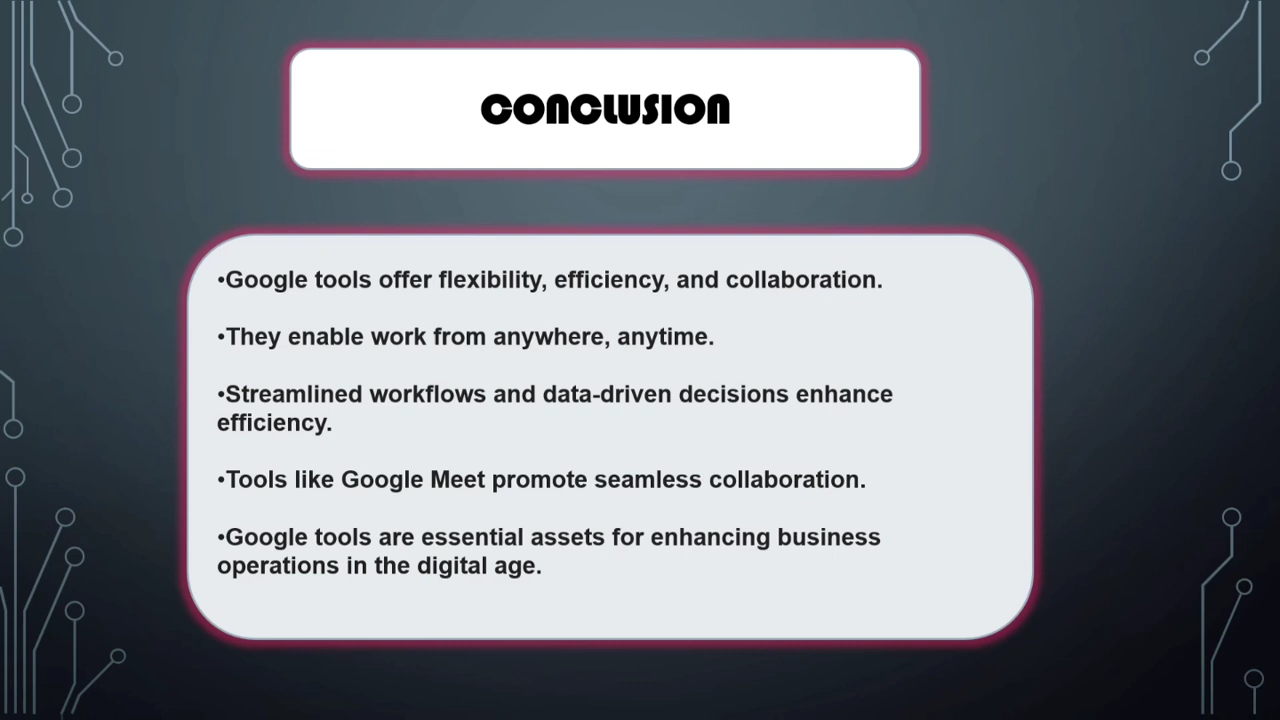 CONCLUSION
•Google tools offer flexibility, efficiency, and collaboration.
•They enable work from anywhere, anytime.
•Streamlined workflows and data-driven decisions enhance
efficiency.
•Tools like Google Meet promote seamless collaboration.
•Google tools are essential assets for enhancing business
operations in the digital age.